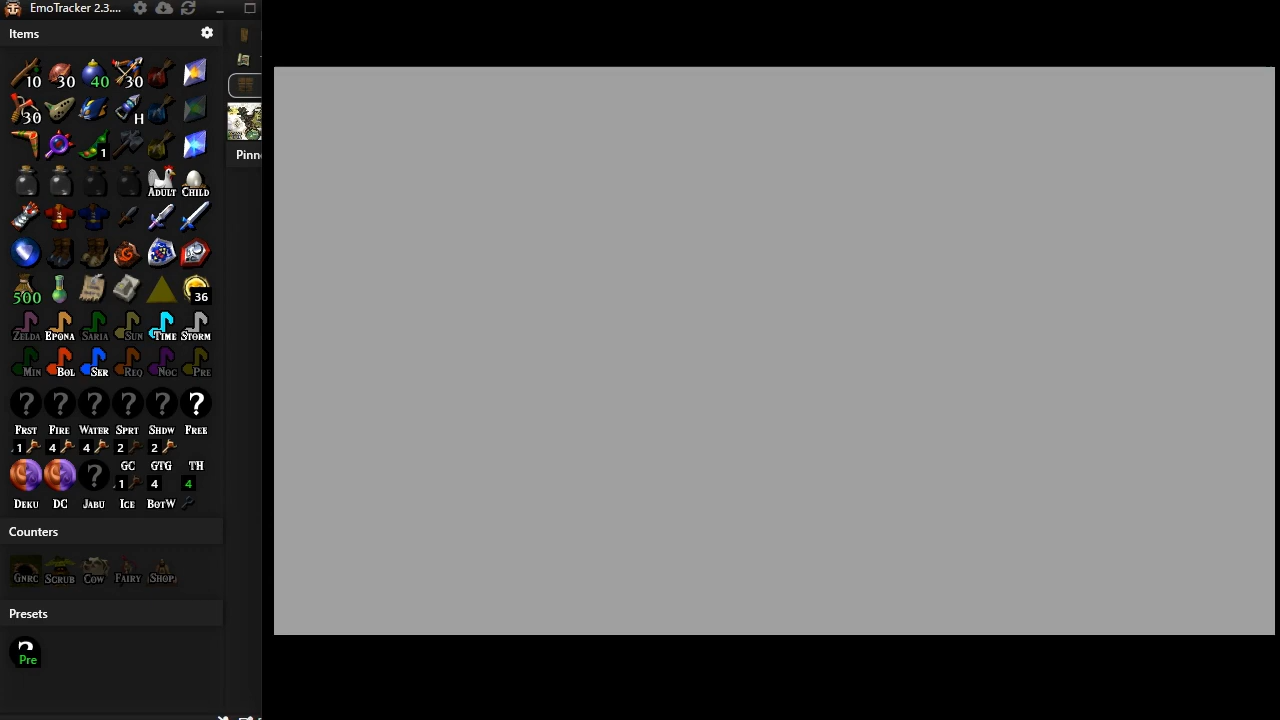 EmoTracker 2.3....
Items
10 30 40 30
30 H
1
ADULT CHILD
500 36
ZELDA EPONA SARIA SUN TIME STORM
MIN BOL SER REQ NOC PRE
? ? ? ? ? ?
FRST FIRE WATER SPRT SHDW FREE
1 4 4 2 2
? GC GTG TH
1 4 4
DEKU DC JABU ICE BOTW
Counters
GNRC SCRUB COW FAIRY SHOP
Presets
Pre
Pinn